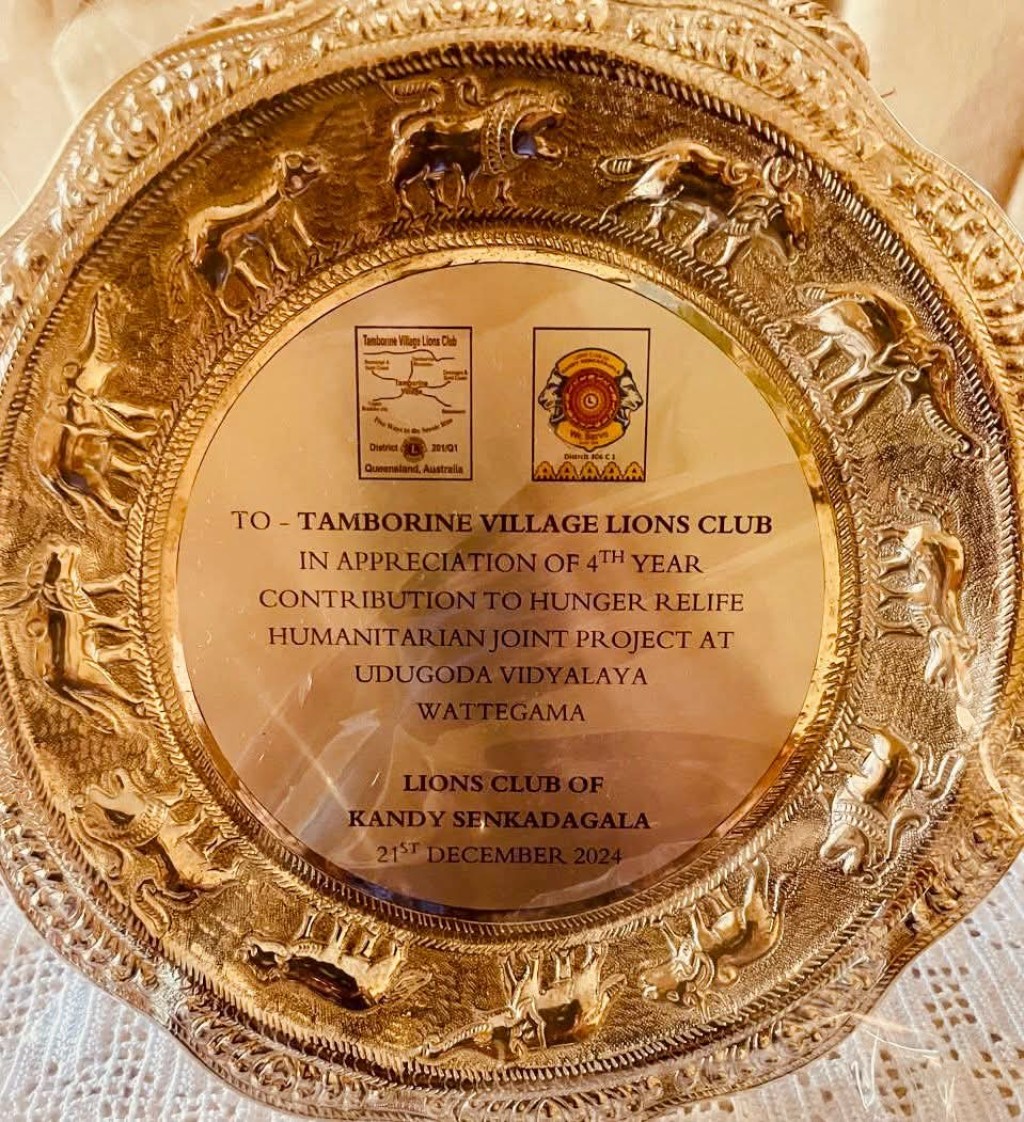 Tamborine Village Lions Club
Tamborine
District 201/Q1
Queensland, Australia
We Serve
District 306 C 1
TO - TAMBORINE VILLAGE LIONS CLUB
IN APPRECIATION OF 4TH YEAR
CONTRIBUTION TO HUNGER RELIFE
HUMANITARIAN JOINT PROJECT AT
UDUGODA VIDYALAYA
WATTEGAMA
LIONS CLUB OF
KANDY SENKADAGALA
21ST DECEMBER 2024